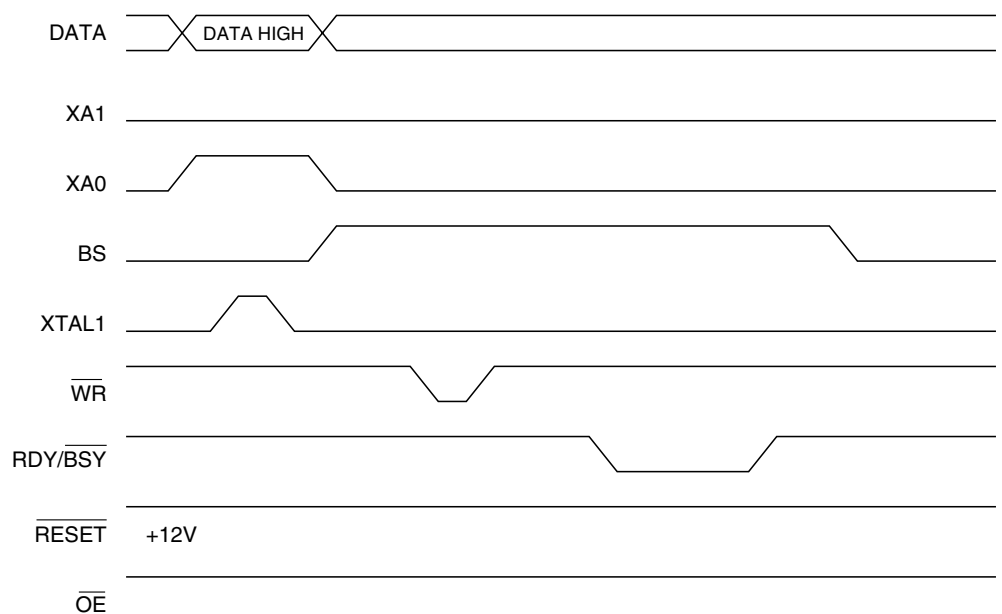 DATA DATA HIGH
XA1
XA0
BS
XTAL1
WR
RDY/BSY
RESET +12V
OE